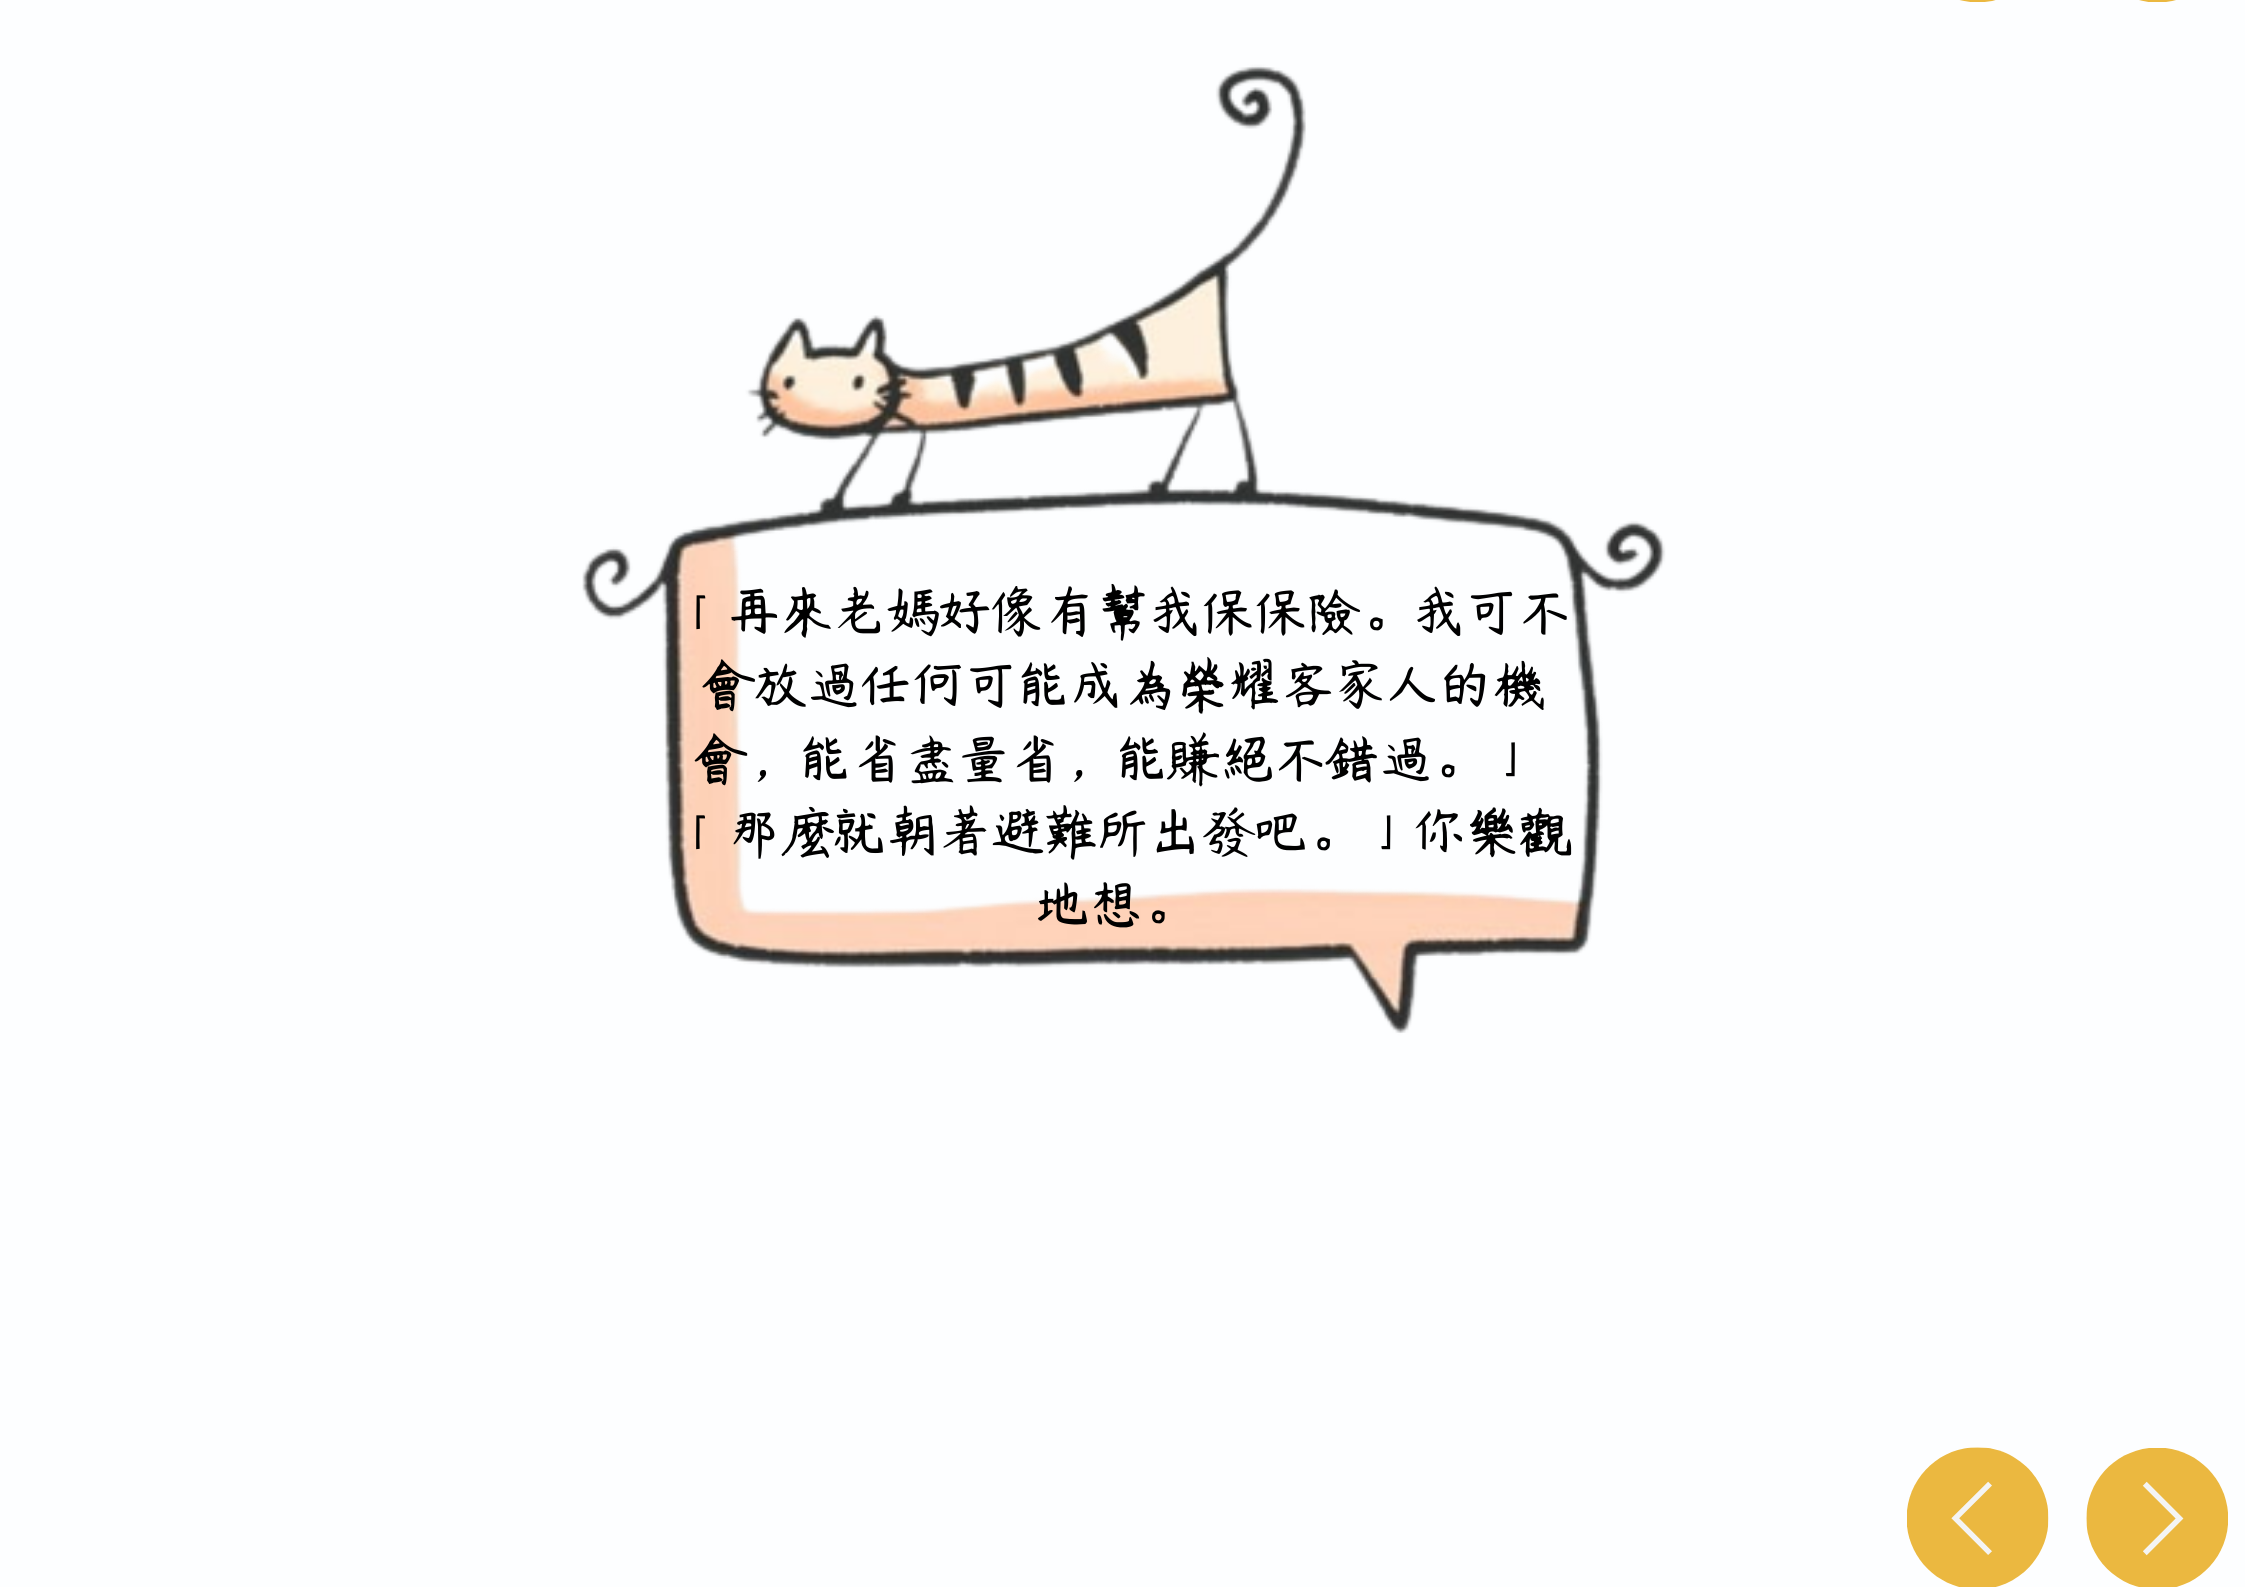 「再來老媽好像有幫我保保險。我可不
會放過任何可能成為榮耀客家人的機
會，能省盡量省，能賺絕不錯過。」
「那麼就朝著避難所出發吧。」你樂觀
地想。